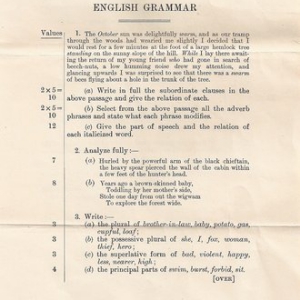 ENGLISH GRAMMAR
Values
1. The October sun was delightfully warm, and as our tramp
through the woods had wearied me slightly I decided that I
would rest for a few minutes at the foot of a large hemlock tree
standing on the sunny slope of the hill. While I lay there awaiting
the return of my young friend who had gone in search of
beech-nuts, a low humming noise drew my attention, and
glancing upwards I was surprised to see that there was a swarm
of bees flying about a hole in the trunk of the tree.
2 × 5 = 10 (a) Write in full the subordinate clauses in the
above passage and give the relation of each.
2 × 5 = 10 (b) Select from the above passage all the adverb
phrases and state what each phrase modifies.
12 (c) Give the part of speech and the relation of
each italicized word.
2. Analyze fully:—
7 (a) Hurled by the powerful arm of the black chieftain,
the heavy spear pierced the wall of the cabin within
a few feet of the hunter's head.
8 (b) Years ago a brown skinned baby,
Toddling by her mother's side,
Stole one day from out the wigwam
To explore the forest wide.
3. Write:—
3 (a) the plural of brother-in-law, baby, potato, gas,
cupful, loaf;
3 (b) the possessive plural of she, I, fox, woman,
thief, hero;
3 (c) the superlative form of bad, violent, happy,
less, nearer, high;
4 (d) the principal parts of swim, burst, forbid, sit.
[OVER]